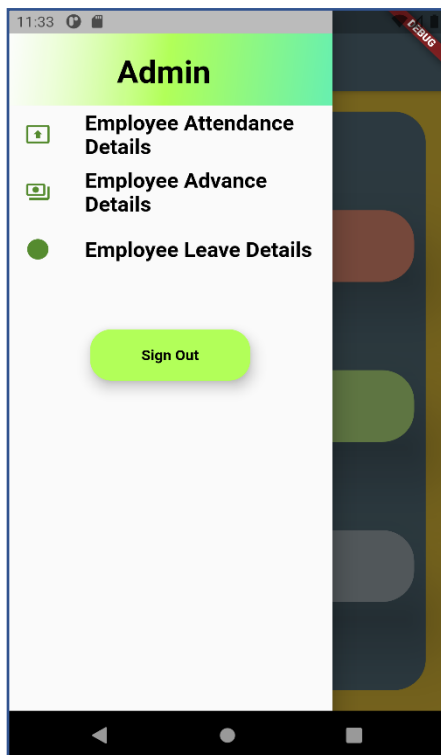 11:33
DEBUG
Admin
Employee Attendance
Details
Employee Advance
Details
Employee Leave Details
Sign Out